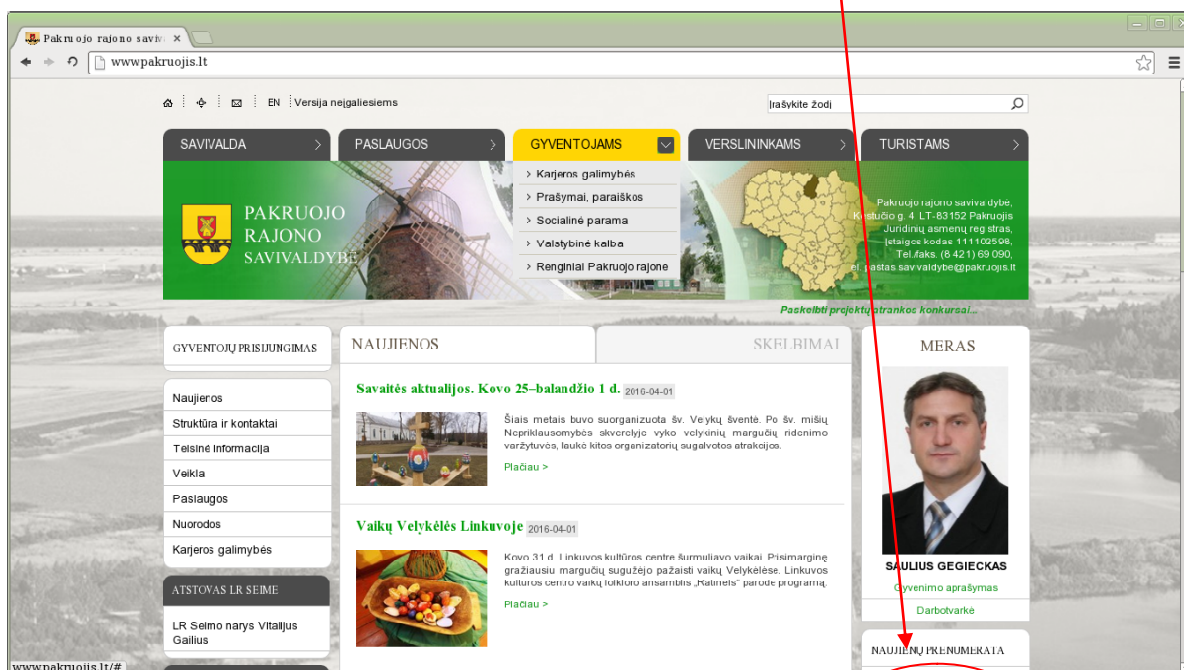 Pakruojo rajono saviv
wwwpakruojis.lt
EN Versija neįgaliesiems
Įrašykite žodį
SAVIVALDA
PASLAUGOS
GYVENTOJAMS
VERSLININKAMS
TURISTAMS
Karjeros galimybės
Prašymai, paraiškos
Socialinė parama
Valstybinė kalba
Renginiai Pakruojo rajone
PAKRUOJO
RAJONO
SAVIVALDYBĖ
Pakruojo rajono savivaldybė,
Kęstučio g. 4 LT-83152 Pakruojis
Juridinių asmenų registras,
Įstaigos kodas 111102598,
Tel./faks. (8 421) 69 090,
el. paštas savivaldybe@pakruojis.lt
Paskelbti projektų atrankos konkursai...
GYVENTOJŲ PRISIJUNGIMAS
Naujienos
Struktūra ir kontaktai
Teisinė informacija
Veikla
Paslaugos
Nuorodos
Karjeros galimybės
ATSTOVAS LR SEIME
LR Seimo narys Vitalijus
Gailius
NAUJIENOS
SKELBIMAI
Savaitės aktualijos. Kovo 25–balandžio 1 d. 2016-04-01
Šiais metais buvo suorganizuota šv. Velykų šventė. Po šv. mišių
Nepriklausomybės skverelyje vyko velykinių margučių ridenimo
varžytuvės, laukė kitos organizatorių sugalvotos atrakcijos.
Plačiau >
Vaikų Velykėlės Linkuvoje 2016-04-01
Kovo 31 d. Linkuvos kultūros centre šurmuliavo vaikai. Prisimarginę
gražiausiu margučių sugužėjo pažaisti vaikų Velykėlėse. Linkuvos
kultūros centro vaikų folkloro ansamblis „Ratinėls“ parodė programą.
Plačiau >
MERAS
SAULIUS GEGIECKAS
Gyvenimo aprašymas
Darbotvarkė
NAUJIENŲ PRENUMERATA
www.pakruojis.lt/#